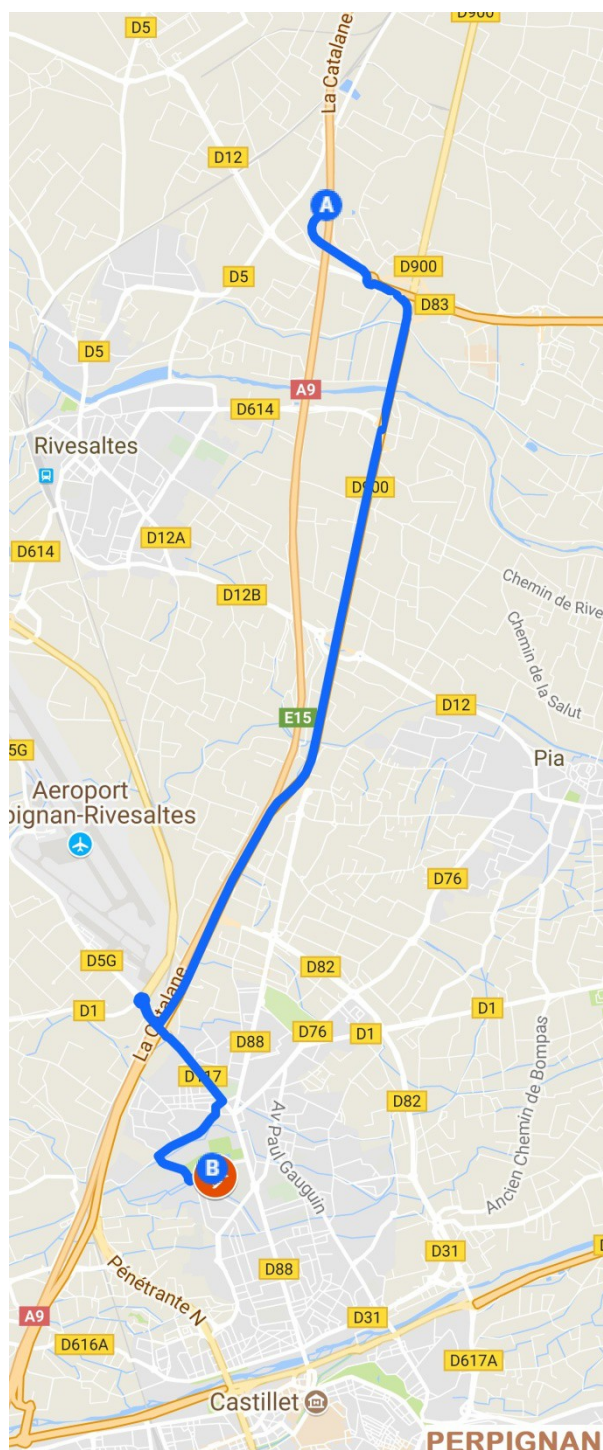 D900
D5
La Catalane
D12
A
D900
D5
D83
D5
A9
D614
Rivesaltes
D900
D12A
D614
Chemin de Rive
D12B
Chemin de la Salut
D12
E15
5G
Pia
Aeroport
pignan-Rivesaltes
D76
D5G
D82
La Catalane
D1
D1
D76
D88
D1
D117
D82
Ancien Chemin de Bompas
Av Paul Gauguin
B
D31
D
Pénétrante N
D88
A9
D31
D616A
D617A
Castillet
PERPIGNAN